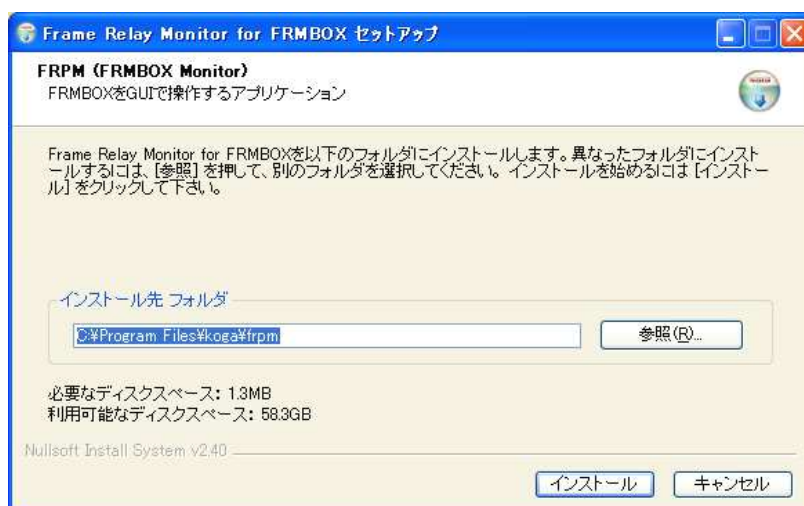 Frame Relay Monitor for FRMBOX セットアップ
FRPM (FRMBOX Monitor)
FRMBOXをGUIで操作するアプリケーション
Frame Relay Monitor for FRMBOXを以下のフォルダにインストールします。異なったフォルダにインスト
ールするには、[参照] を押して、別のフォルダを選択してください。インストールを始めるには [インストー
ル] をクリックして下さい。
インストール先 フォルダ
C:¥Program Files¥koga¥frpm
参照(R)...
必要なディスクスペース: 1.3MB
利用可能なディスクスペース: 58.3GB
Nullsoft Install System v2.40
インストール
キャンセル